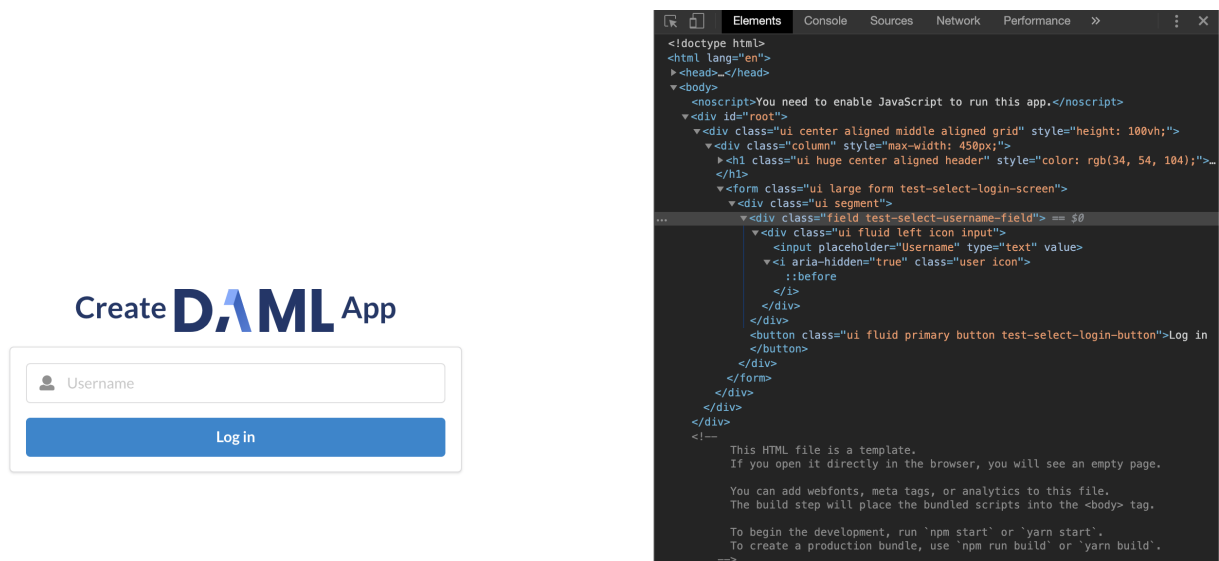 Create DAML App
Username
Log in
Elements Console Sources Network Performance »
<!doctype html>
<html lang="en">
<head>…</head>
<body>
<noscript>You need to enable JavaScript to run this app.</noscript>
<div id="root">
<div class="ui center aligned middle aligned grid" style="height: 100vh;">
<div class="column" style="max-width: 450px;">
<h1 class="ui huge center aligned header" style="color: rgb(34, 54, 104);">…
</h1>
<form class="ui large form test-select-login-screen">
<div class="ui segment">
... <div class="field test-select-username-field"> == $0
<div class="ui fluid left icon input">
<input placeholder="Username" type="text" value>
<i aria-hidden="true" class="user icon">
::before
</i>
</div>
</div>
<button class="ui fluid primary button test-select-login-button">Log in
</button>
</div>
</form>
</div>
</div>
</div>
<!--
This HTML file is a template.
If you open it directly in the browser, you will see an empty page.
You can add webfonts, meta tags, or analytics to this file.
The build step will place the bundled scripts into the <body> tag.
To begin the development, run `npm start` or `yarn start`.
To create a production bundle, use `npm run build` or `yarn build`.
-->